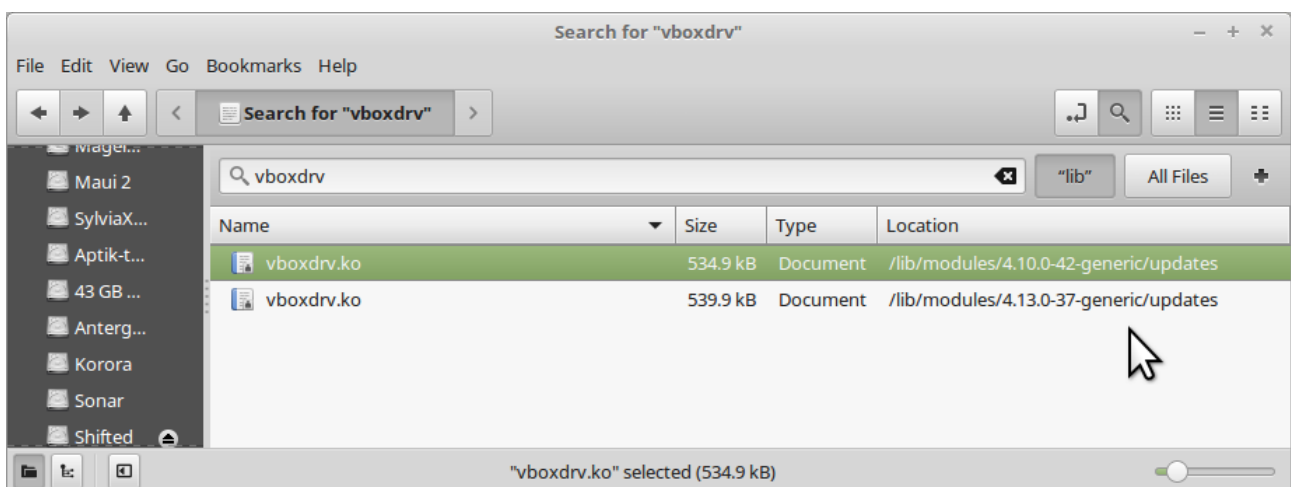 Search for "vboxdrv"
File Edit View Go Bookmarks Help
Search for "vboxdrv"
Magei...
Maui 2
SylviaX...
Aptik-t...
43 GB ...
Anterg...
Korora
Sonar
Shifted
vboxdrv "lib" All Files
Name Size Type Location
vboxdrv.ko 534.9 kB Document /lib/modules/4.10.0-42-generic/updates
vboxdrv.ko 539.9 kB Document /lib/modules/4.13.0-37-generic/updates
"vboxdrv.ko" selected (534.9 kB)